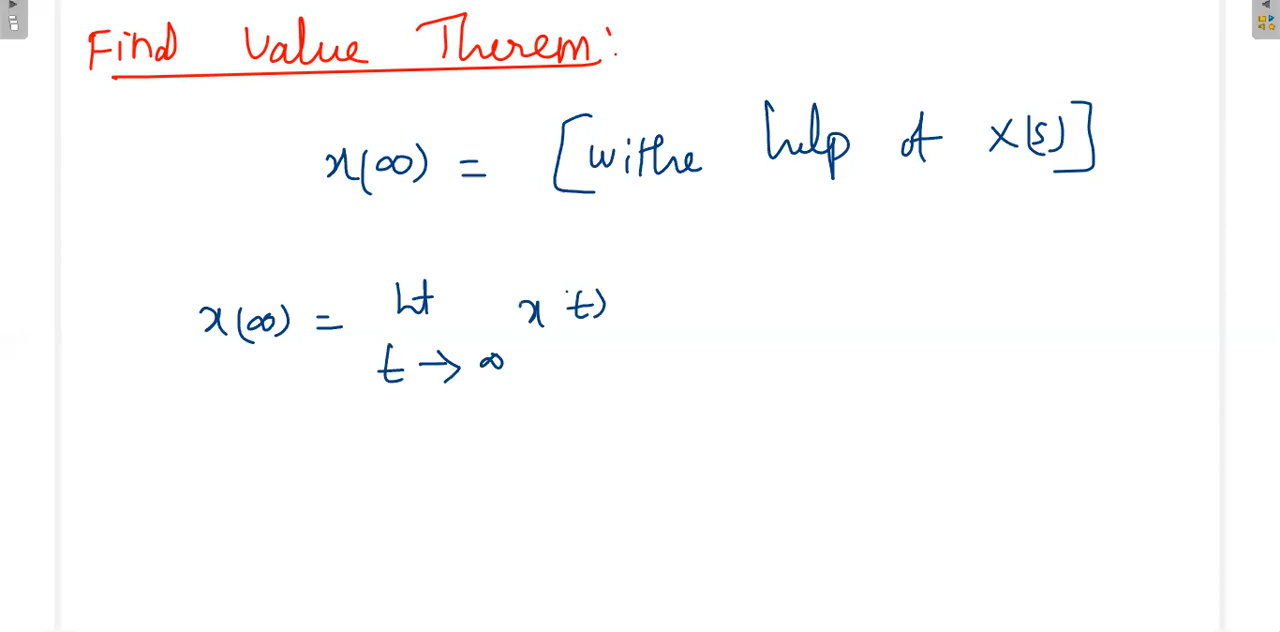 Find Value Therem:
x(∞) = [withe help of X(s)]
x(∞) = Lt x t)
t → ∞